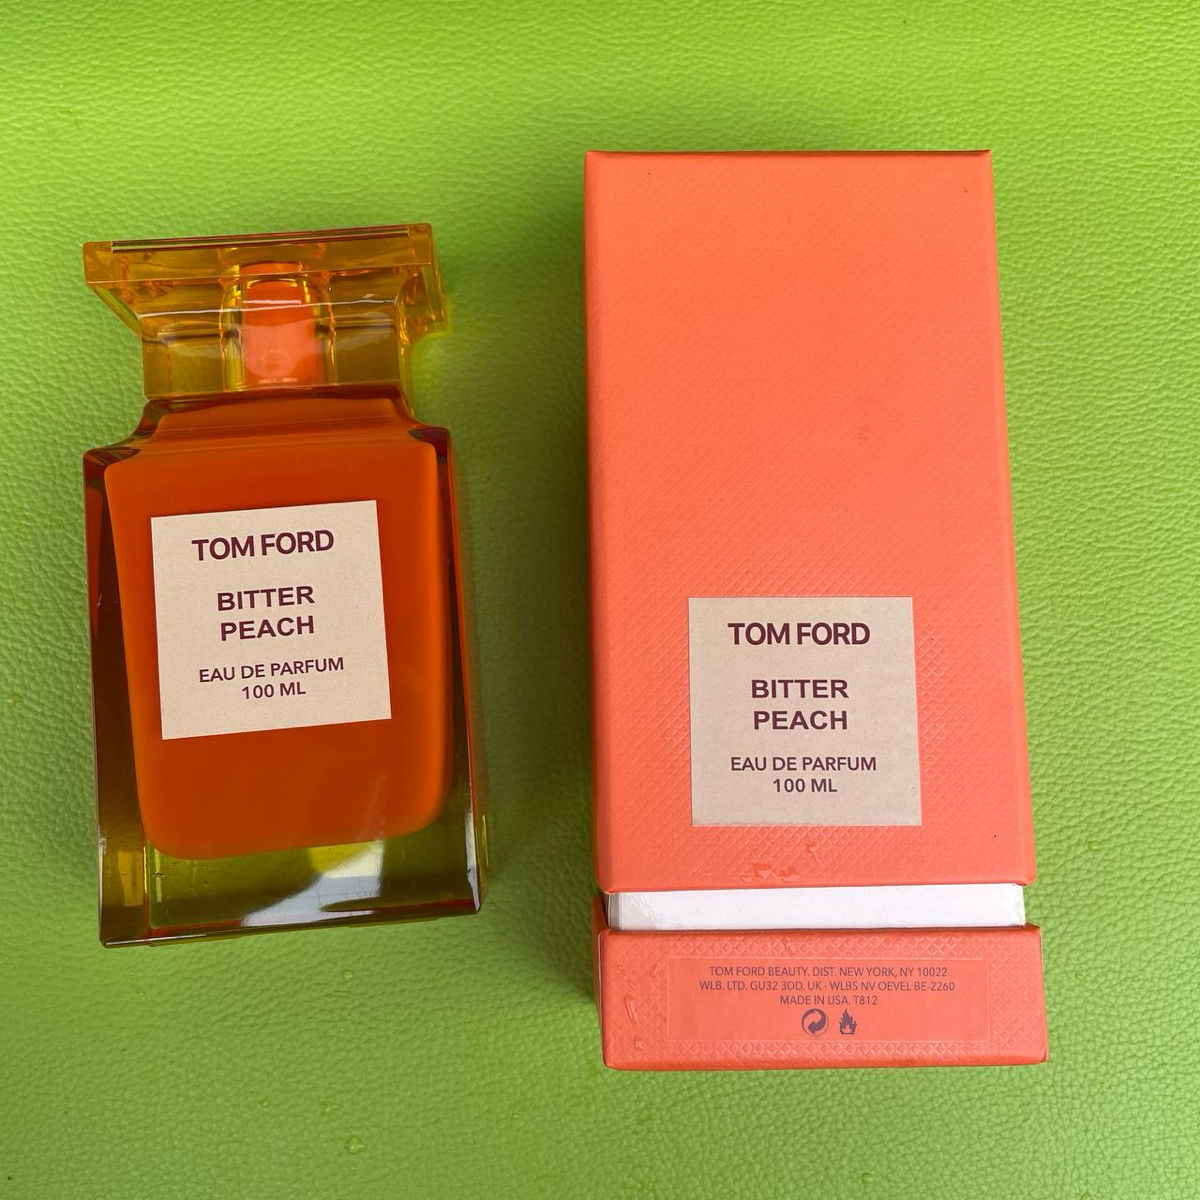 TOM FORD
BITTER
PEACH
EAU DE PARFUM
100 ML
TOM FORD
BITTER
PEACH
EAU DE PARFUM
100 ML
TOM FORD BEAUTY. DIST. NEW YORK, NY 10022
WLB. LTD. GU32 3DD. UK - WLBS NV OEVEL BE-2260
MADE IN USA. T812